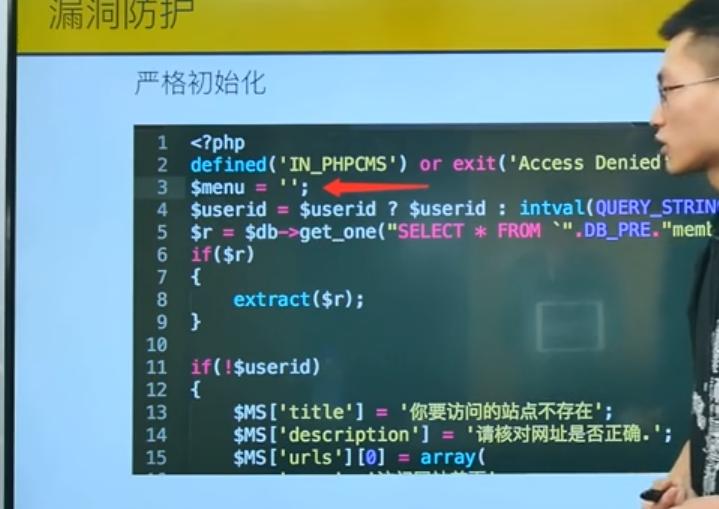 漏洞防护
严格初始化
1 <?php
2 defined('IN_PHPCMS') or exit('Access Denied'
3 $menu = '';
4 $userid = $userid ? $userid : intval(QUERY_STRIN
5 $r = $db->get_one("SELECT * FROM `".DB_PRE."memb
6 if($r)
7 {
8 extract($r);
9 }
10
11 if(!$userid)
12 {
13 $MS['title'] = '你要访问的站点不存在';
14 $MS['description'] = '请核对网址是否正确.';
15 $MS['urls'][0] = array(